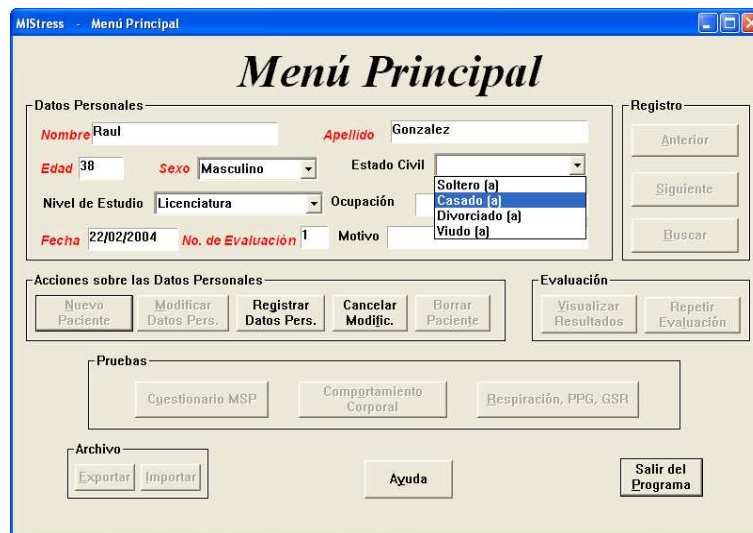 MIStress - Menú Principal
Menú Principal
Datos Personales
Nombre Raul Apellido Gonzalez
Edad 38 Sexo Masculino Estado Civil
Soltero (a)
Casado (a)
Divorciado (a)
Viudo (a)
Nivel de Estudio Licenciatura Ocupación
Fecha 22/02/2004 No. de Evaluación 1 Motivo
Registro
Anterior
Siguiente
Buscar
Acciones sobre las Datos Personales
Nuevo
Paciente
Modificar
Datos Pers.
Registrar
Datos Pers.
Cancelar
Modific.
Borrar
Paciente
Evaluación
Visualizar
Resultados
Repetir
Evaluación
Pruebas
Cuestionario MSP
Comportamiento
Corporal
Respiración, PPG, GSR
Archivo
Exportar Importar
Ayuda
Salir del
Programa